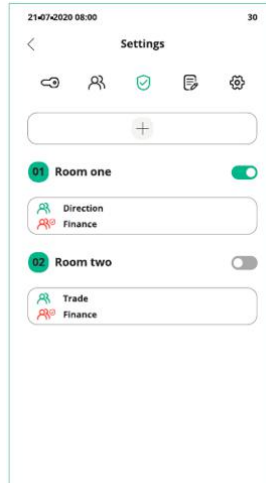 21-07-2020 08:00 30
Settings
01 Room one
Direction
Finance
02 Room two
Trade
Finance